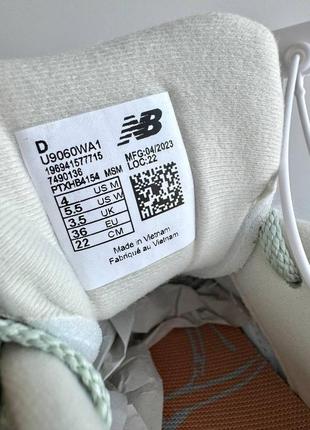 D
U9060WA1
196941577715
7490136
PTXHB4154 MSM
4 US M
5.5 US W
3.5 UK
36 EU
22 CM
NB
MFG:04/2023
LOC:22
Made in Vietnam
Fabriqué au Vietnam